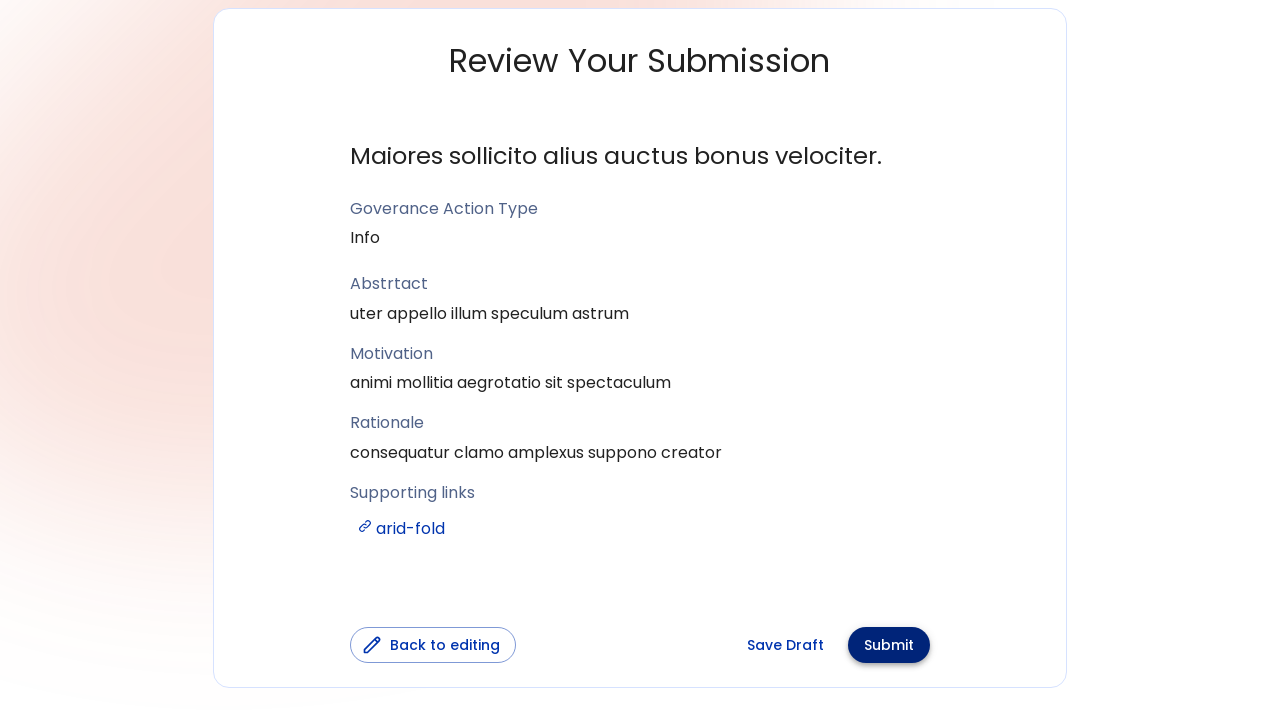 Review Your Submission
Maiores sollicito alius auctus bonus velociter.
Goverance Action Type
Info
Abstrtact
uter appello illum speculum astrum
Motivation
animi mollitia aegrotatio sit spectaculum
Rationale
consequatur clamo amplexus suppono creator
Supporting links
arid-fold
Back to editing
Save Draft
Submit